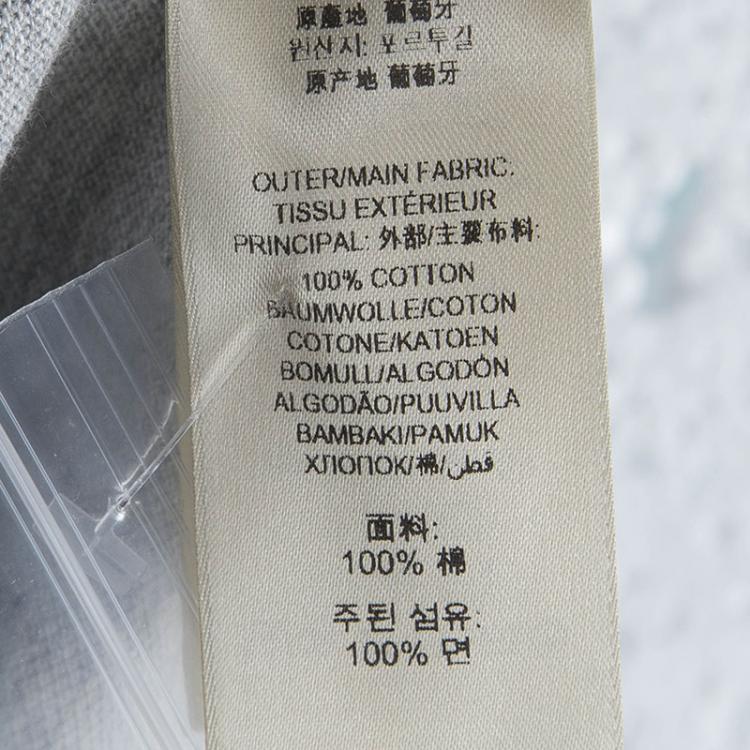 原產地 葡萄牙
원산지: 포르투갈
原产地 葡萄牙
OUTER/MAIN FABRIC:
TISSU EXTÉRIEUR
PRINCIPAL: 外部/主要布料:
100% COTTON
BAUMWOLLE/COTON
COTONE/KATOEN
BOMULL/ALGODÓN
ALGODÃO/PUUVILLA
BAMBAKI/PAMUK
ХЛОПОК/棉/قطن
面料:
100% 棉
주된 섬유:
100% 면